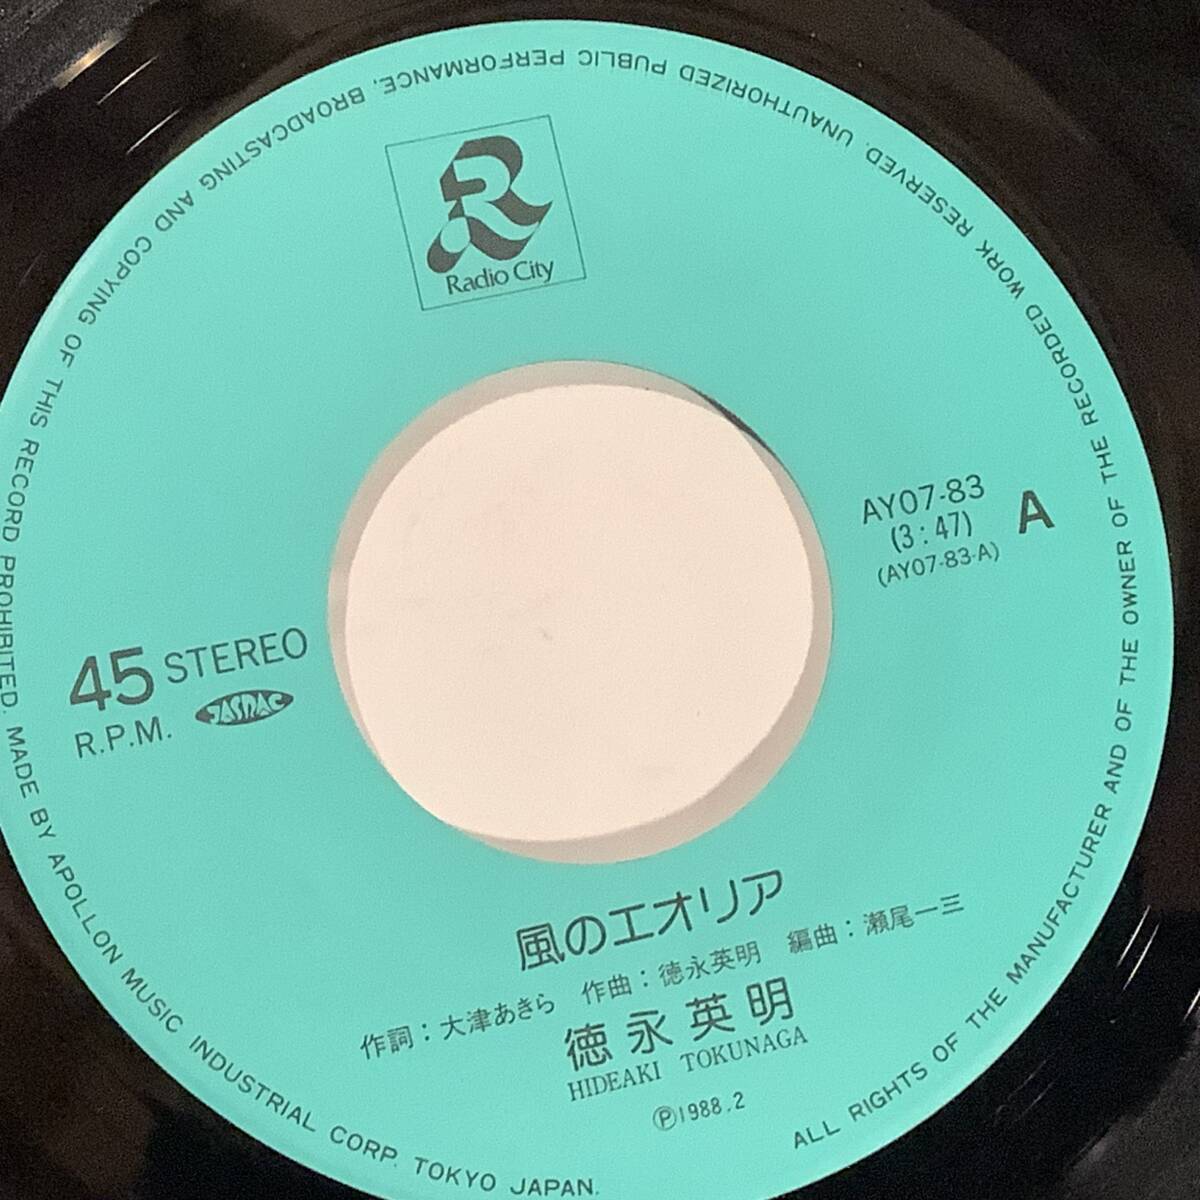 Radio City
AY07-83
(3:47)
(AY07-83-A)
A
45 STEREO
R.P.M.
JASRAC
風のエオリア
作詞：大津あきら　作曲：徳永英明　編曲：瀬尾一三
徳永英明
HIDEAKI TOKUNAGA
Ⓟ1988.2
ALL RIGHTS OF THE MANUFACTURER AND OF THE OWNER OF THE RECORDED WORK RESERVED. UNAUTHORIZED PUBLIC PERFORMANCE, BROADCASTING AND COPYING OF THIS RECORD PROHIBITED. MADE BY APOLLON MUSIC INDUSTRIAL CORP. TOKYO JAPAN.